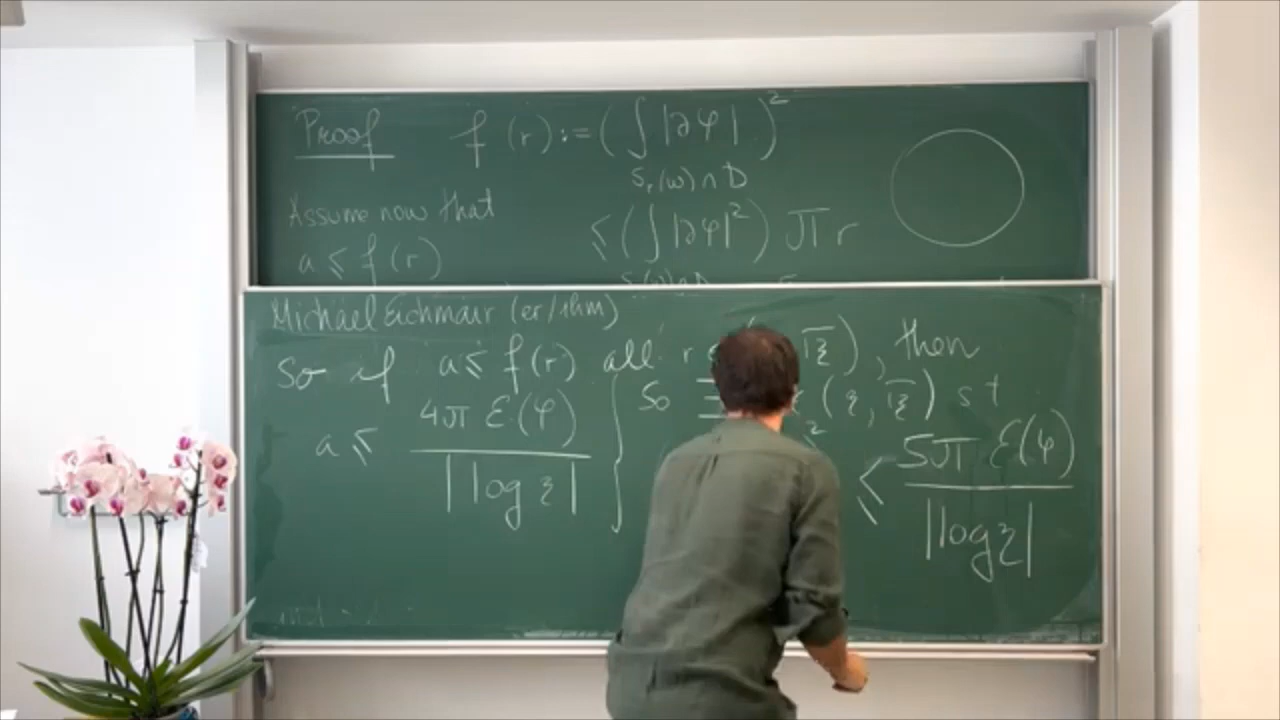 Proof f(r) := (∫|∂φ|)²
S_r(w) ∩ D
Assume now that
≤ (∫|∂φ|²) π r
a ≤ f(r)
Michael Eichmair (er/ihm)
So if a ≤ f(r) all r , then
a ≤ 4π ℰ(φ) / |log ξ|
So ∃ (ξ, √ξ) st
≤ 5π ℰ(φ) / |log ξ|